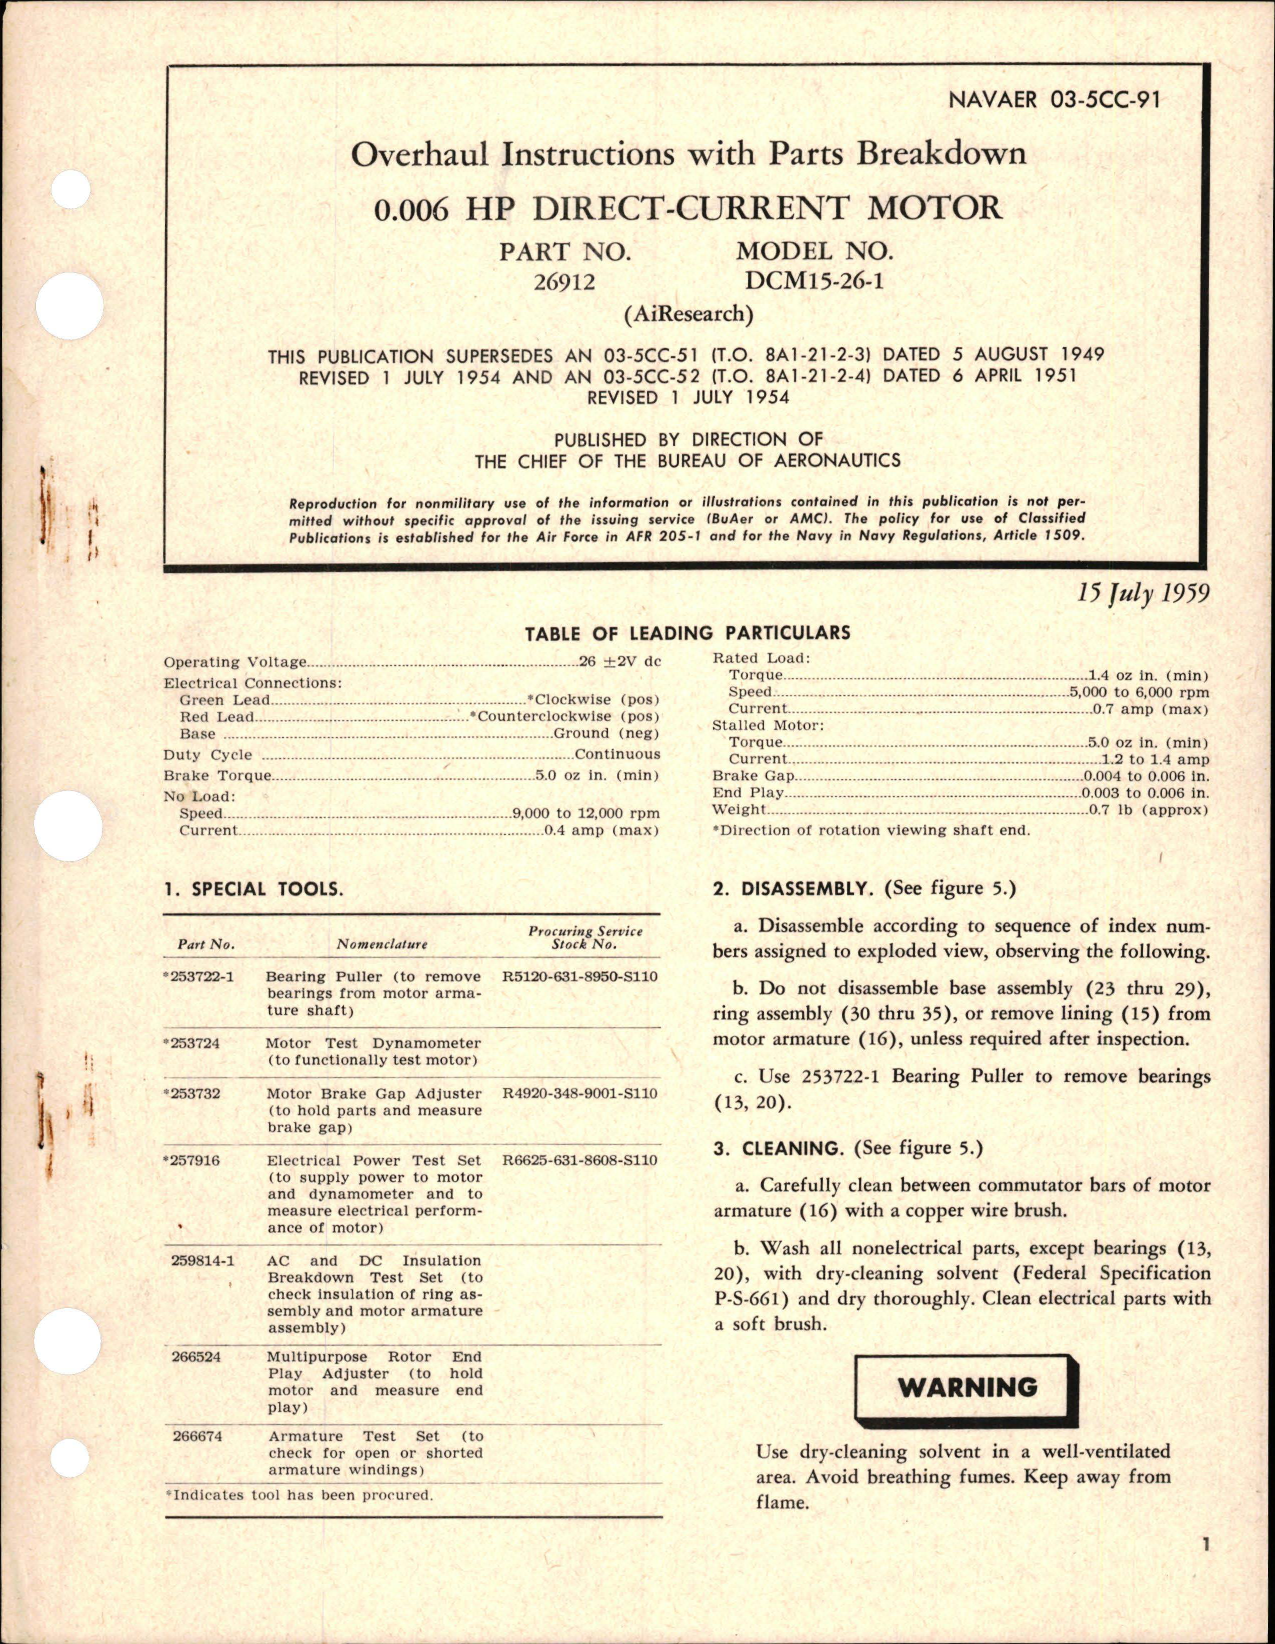 NAVAER 03-5CC-91
Overhaul Instructions with Parts Breakdown
0.006 HP DIRECT-CURRENT MOTOR
PART NO. MODEL NO.
26912 DCM15-26-1
(AiResearch)
THIS PUBLICATION SUPERSEDES AN 03-5CC-51 (T.O. 8A1-21-2-3) DATED 5 AUGUST 1949
REVISED 1 JULY 1954 AND AN 03-5CC-52 (T.O. 8A1-21-2-4) DATED 6 APRIL 1951
REVISED 1 JULY 1954
PUBLISHED BY DIRECTION OF
THE CHIEF OF THE BUREAU OF AERONAUTICS
Reproduction for nonmilitary use of the information or illustrations contained in this publication is not per-
mitted without specific approval of the issuing service (BuAer or AMC). The policy for use of Classified
Publications is established for the Air Force in AFR 205-1 and for the Navy in Navy Regulations, Article 1509.
15 July 1959
TABLE OF LEADING PARTICULARS
Operating Voltage 26 ±2V dc
Electrical Connections:
Green Lead *Clockwise (pos)
Red Lead *Counterclockwise (pos)
Base Ground (neg)
Duty Cycle Continuous
Brake Torque 5.0 oz in. (min)
No Load:
Speed 9,000 to 12,000 rpm
Current 0.4 amp (max)
Rated Load:
Torque 1.4 oz in. (min)
Speed 5,000 to 6,000 rpm
Current 0.7 amp (max)
Stalled Motor:
Torque 5.0 oz in. (min)
Current 1.2 to 1.4 amp
Brake Gap 0.004 to 0.006 in.
End Play 0.003 to 0.006 in.
Weight 0.7 lb (approx)
*Direction of rotation viewing shaft end.
1. SPECIAL TOOLS.
Part No. Nomenclature Procuring Service
Stock No.
*253722-1 Bearing Puller (to remove R5120-631-8950-S110
bearings from motor arma-
ture shaft)
*253724 Motor Test Dynamometer
(to functionally test motor)
*253732 Motor Brake Gap Adjuster R4920-348-9001-S110
(to hold parts and measure
brake gap)
*257916 Electrical Power Test Set R6625-631-8608-S110
(to supply power to motor
and dynamometer and to
measure electrical perform-
ance of motor)
259814-1 AC and DC Insulation
Breakdown Test Set (to
check insulation of ring as-
sembly and motor armature
assembly)
266524 Multipurpose Rotor End
Play Adjuster (to hold
motor and measure end
play)
266674 Armature Test Set (to
check for open or shorted
armature windings)
*Indicates tool has been procured.
2. DISASSEMBLY. (See figure 5.)
a. Disassemble according to sequence of index num-
bers assigned to exploded view, observing the following.
b. Do not disassemble base assembly (23 thru 29),
ring assembly (30 thru 35), or remove lining (15) from
motor armature (16), unless required after inspection.
c. Use 253722-1 Bearing Puller to remove bearings
(13, 20).
3. CLEANING. (See figure 5.)
a. Carefully clean between commutator bars of motor
armature (16) with a copper wire brush.
b. Wash all nonelectrical parts, except bearings (13,
20), with dry-cleaning solvent (Federal Specification
P-S-661) and dry thoroughly. Clean electrical parts with
a soft brush.
WARNING
Use dry-cleaning solvent in a well-ventilated
area. Avoid breathing fumes. Keep away from
flame.
1